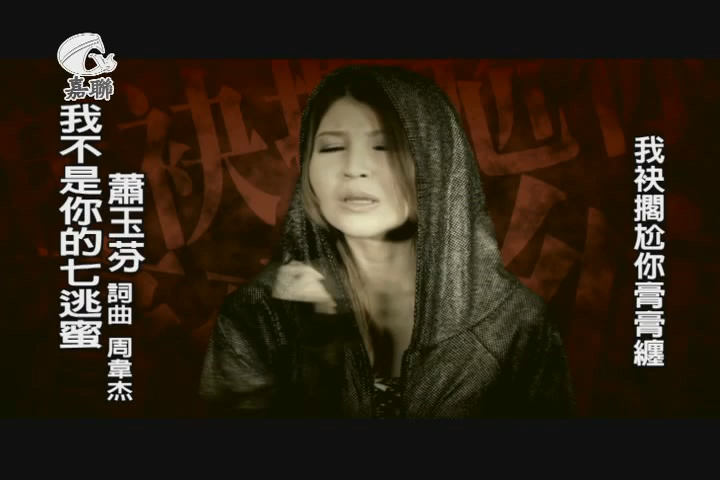 嘉聯
我不是你的七逃蜜
蕭玉芬
詞曲 周韋杰
我袂擱尬你膏膏纏